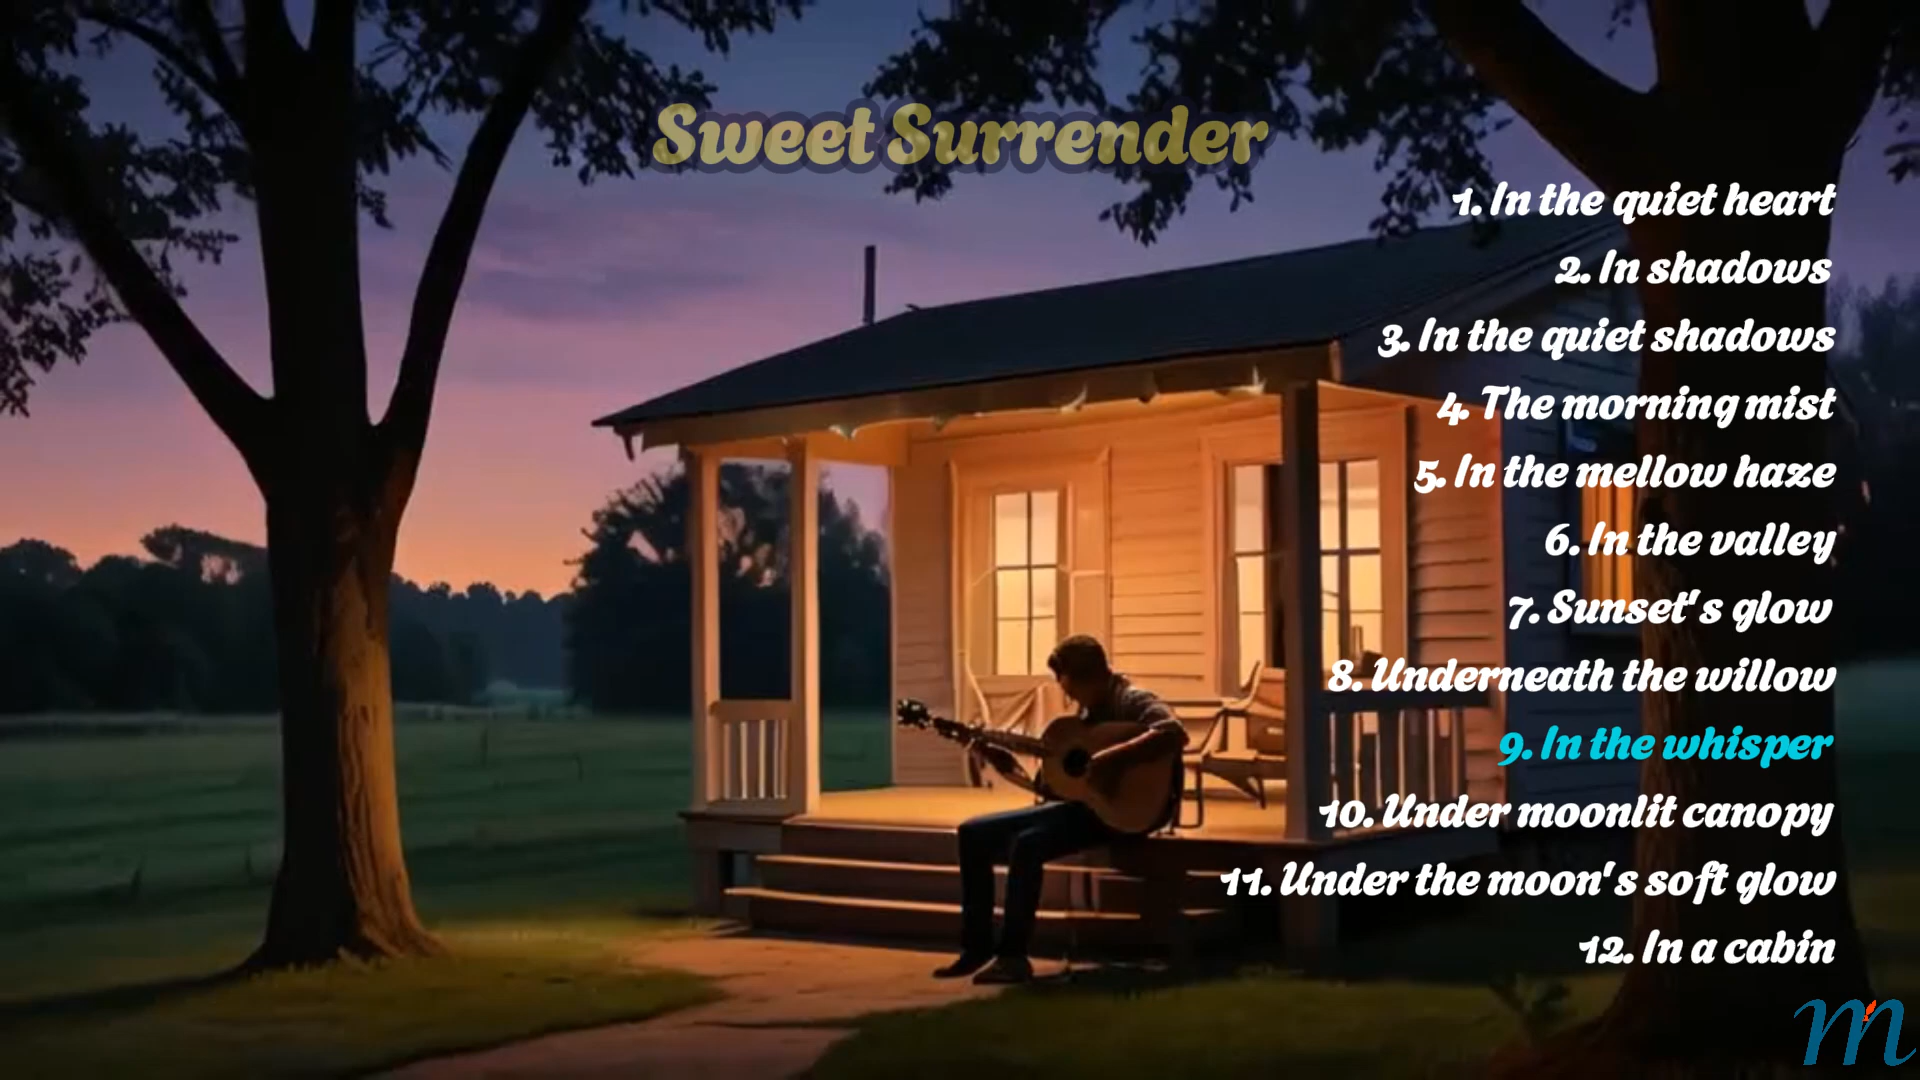 Sweet Surrender
1. In the quiet heart
2. In shadows
3. In the quiet shadows
4. The morning mist
5. In the mellow haze
6. In the valley
7. Sunset's glow
8. Underneath the willow
9. In the whisper
10. Under moonlit canopy
11. Under the moon's soft glow
12. In a cabin
m